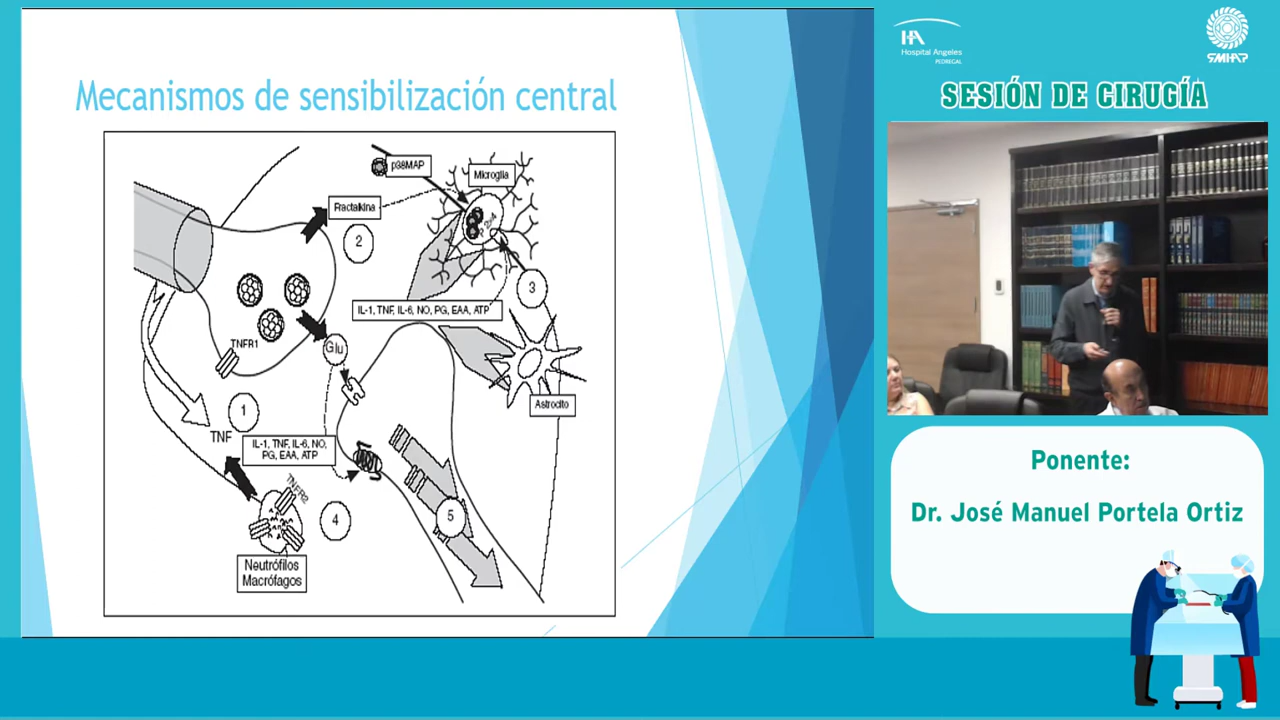 Mecanismos de sensibilización central
p38MAP
Microglia
Fractalkina
2
3
IL-1, TNF, IL-6, NO, PG, EAA, ATP
TNFR1
Glu
Astrocito
1
TNF
IL-1, TNF, IL-6, NO,
PG, EAA, ATP
TNFR2
4
5
Neutrófilos
Macrófagos
HA
Hospital Angeles
PEDREGAL
SMHAP
SESIÓN DE CIRUGÍA
Ponente:
Dr. José Manuel Portela Ortiz